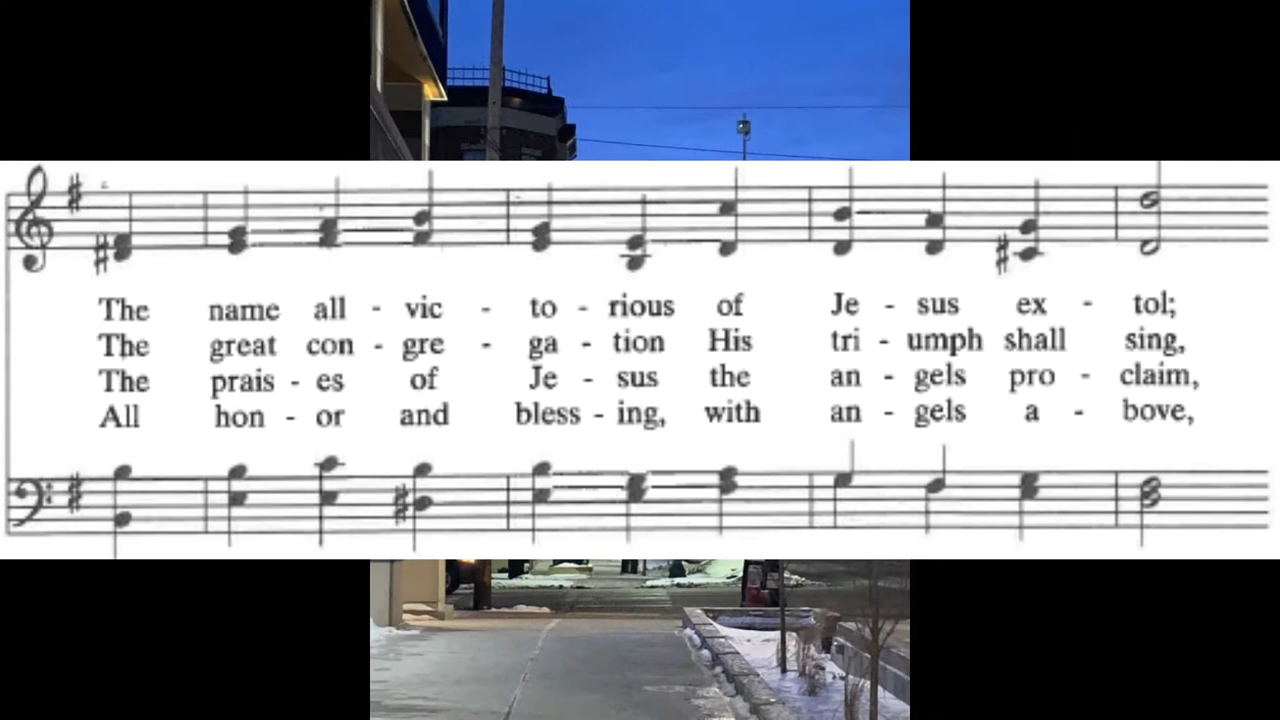 The name all - vic - to - rious of Je - sus ex - tol;
The great con - gre - ga - tion His tri - umph shall sing,
The prais - es of Je - sus the an - gels pro - claim,
All hon - or and bless - ing, with an - gels a - bove,